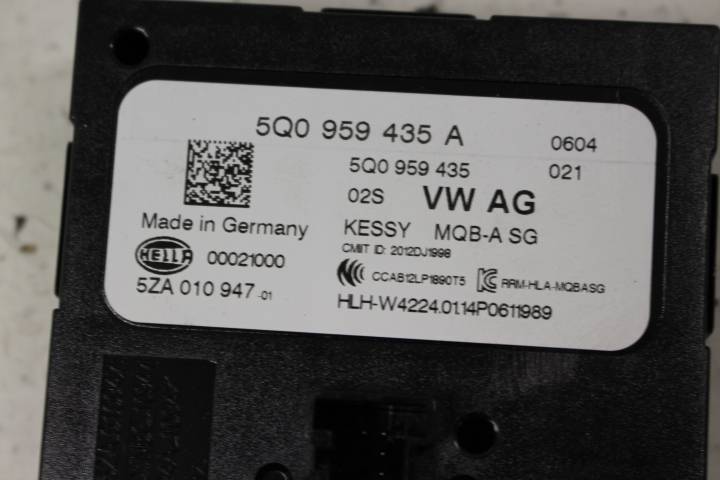 5Q0 959 435 A 0604
5Q0 959 435 021
02S VW AG
Made in Germany KESSY MQB-A SG
CMIIT ID: 2012DJ1998
HELLA 00021000
CCAB12LP1890T5 RRM-HLA-MQBASG
5ZA 010 947-01
HLH-W4224.01.14P0611989